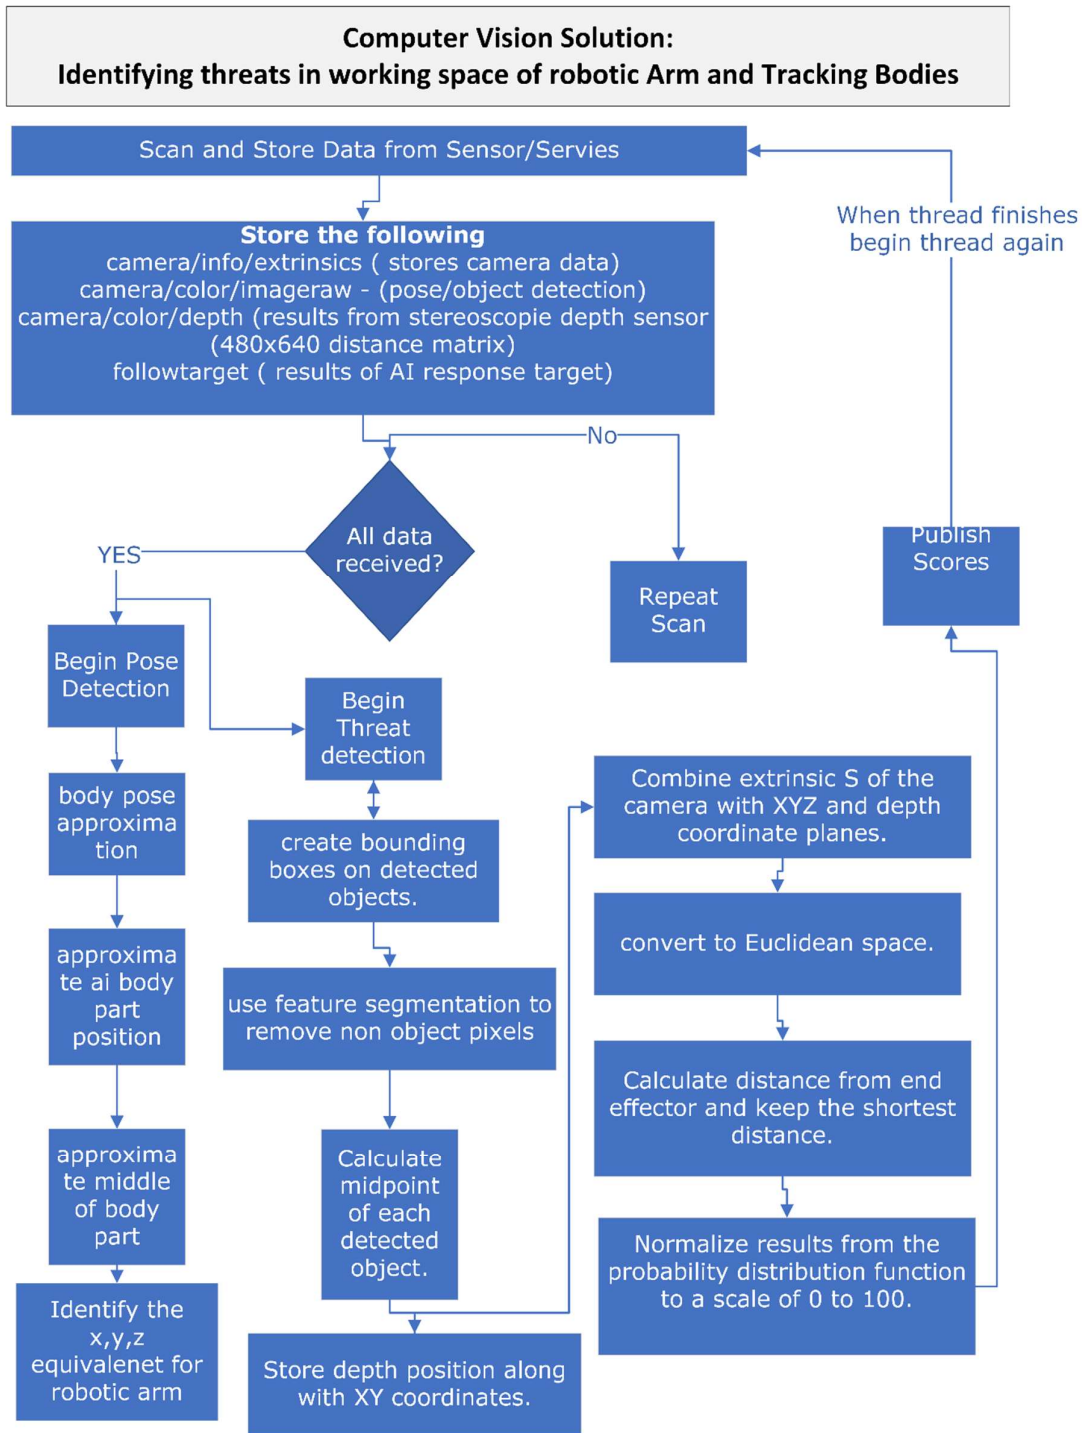 Computer Vision Solution:
Identifying threats in working space of robotic Arm and Tracking Bodies
Scan and Store Data from Sensor/Servies
When thread finishes
begin thread again
Store the following
camera/info/extrinsics ( stores camera data)
camera/color/imageraw - (pose/object detection)
camera/color/depth (results from stereoscopie depth sensor
(480x640 distance matrix)
followtarget ( results of AI response target)
No
All data
received?
YES
Publish
Scores
Repeat
Scan
Begin Pose
Detection
Begin
Threat
detection
body pose
approxima
tion
create bounding
boxes on detected
objects.
Combine extrinsic S of the
camera with XYZ and depth
coordinate planes.
convert to Euclidean space.
approxima
te ai body
part
position
use feature segmentation to
remove non object pixels
Calculate distance from end
effector and keep the shortest
distance.
approxima
te middle
of body
part
Calculate
midpoint
of each
detected
object.
Normalize results from the
probability distribution function
to a scale of 0 to 100.
Identify the
x,y,z
equivalenet for
robotic arm
Store depth position along
with XY coordinates.